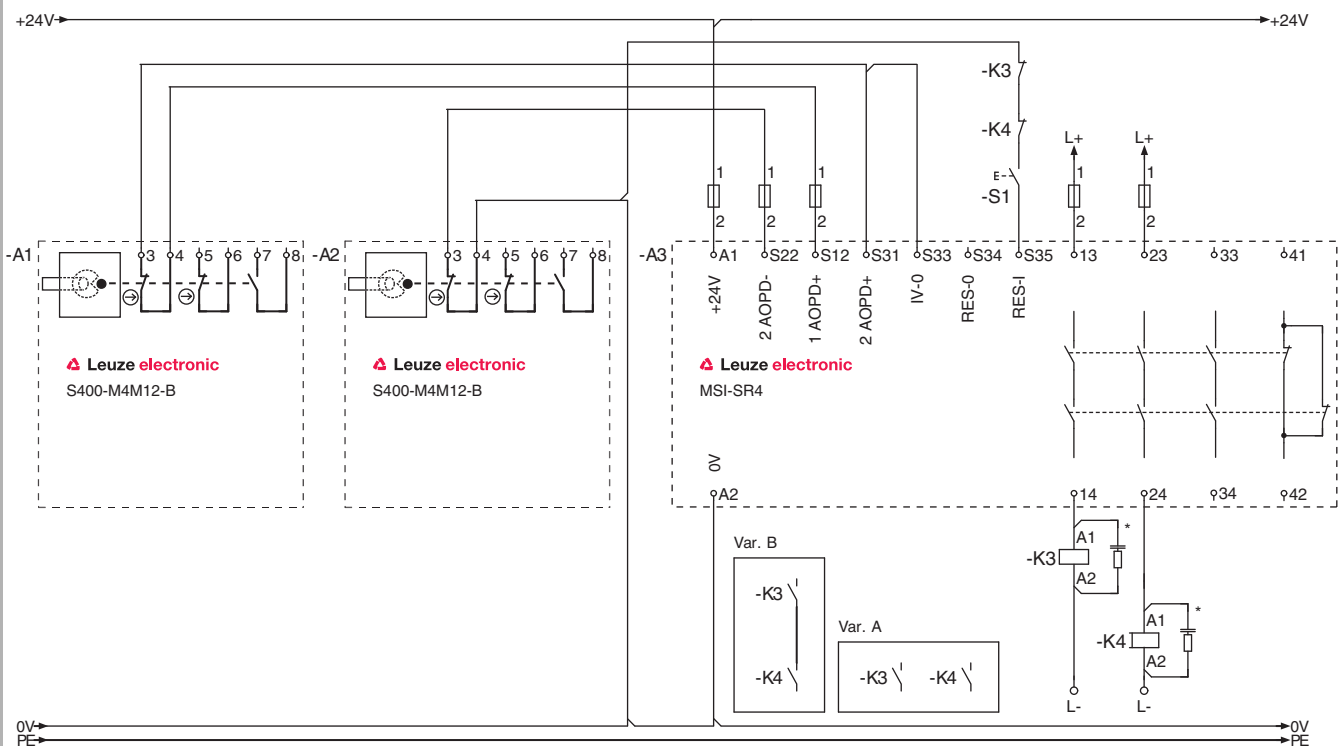 +24V +24V
-K3
-K4
L+ L+
1 1 1 E-- 1 1
-S1
2 2 2 2 2
-A1 3 4 5 6 7 8 -A2 3 4 5 6 7 8 -A3 A1 S22 S12 S31 S33 S34 S35 13 23 33 41
+24V 2 AOPD- 1 AOPD+ 2 AOPD+ IV-0 RES-0 RES-I
Leuze electronic Leuze electronic Leuze electronic
S400-M4M12-B S400-M4M12-B MSI-SR4
0V
A2 14 24 34 42
Var. B
A1 *
-K3
A2
-K3
Var. A
A1 *
-K4
A2
-K4 -K3 -K4
L- L-
0V 0V
PE PE